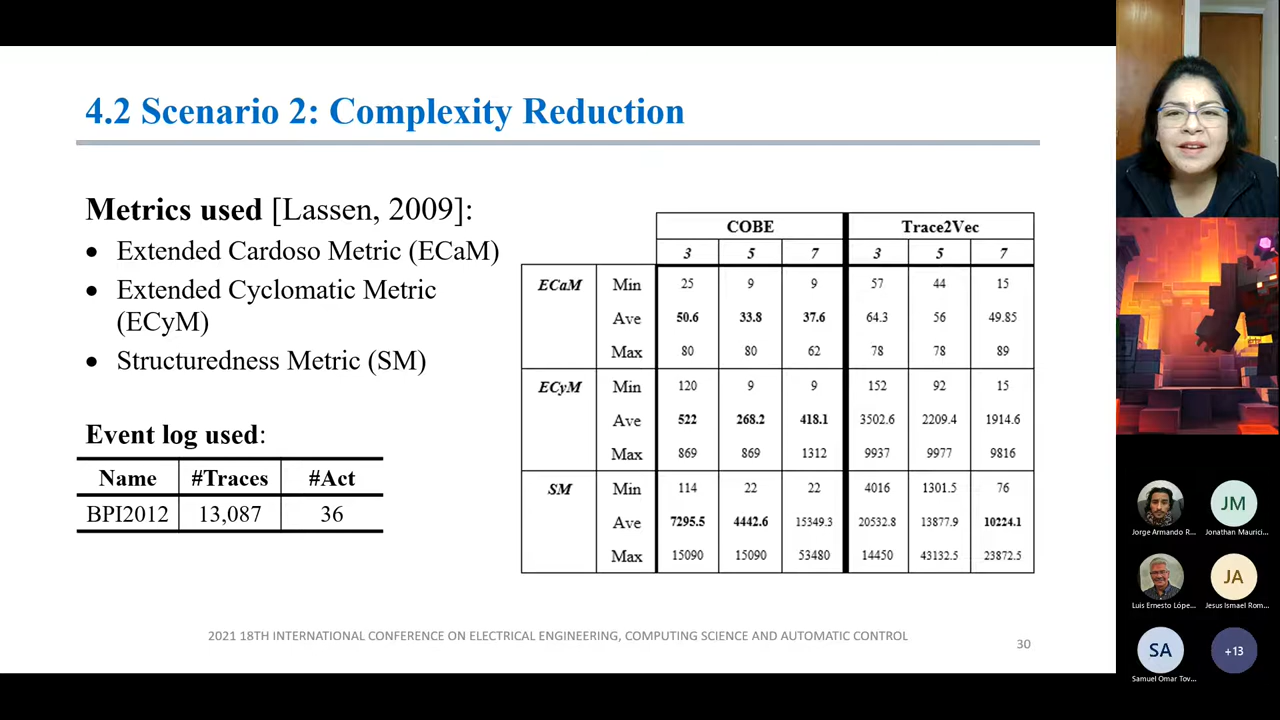 4.2 Scenario 2: Complexity Reduction
Metrics used [Lassen, 2009]:
• Extended Cardoso Metric (ECaM)
• Extended Cyclomatic Metric
(ECyM)
• Structuredness Metric (SM)
Event log used:
Name #Traces #Act
BPI2012 13,087 36
COBE Trace2Vec
3 5 7 3 5 7
ECaM Min 25 9 9 57 44 15
Ave 50.6 33.8 37.6 64.3 56 49.85
Max 80 80 62 78 78 89
ECyM Min 120 9 9 152 92 15
Ave 522 268.2 418.1 3502.6 2209.4 1914.6
Max 869 869 1312 9937 9977 9816
SM Min 114 22 22 4016 1301.5 76
Ave 7295.5 4442.6 15349.3 20532.8 13877.9 10224.1
Max 15090 15090 53480 14450 43132.5 23872.5
2021 18TH INTERNATIONAL CONFERENCE ON ELECTRICAL ENGINEERING, COMPUTING SCIENCE AND AUTOMATIC CONTROL
30
JM
Jorge Armando R... Jonathan Maurici...
JA
Luis Ernesto Lópe... Jesus Ismael Rom...
SA +13
Samuel Omar Tov...